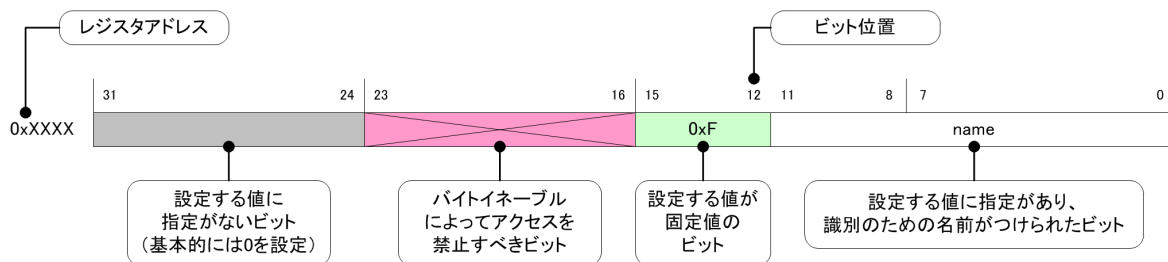 レジスタアドレス
ビット位置
31 24 23 16 15 12 11 8 7 0
0xXXXX 0xF name
設定する値に
指定がないビット
(基本的には0を設定)
バイトイネーブル
によってアクセスを
禁止すべきビット
設定する値が
固定値の
ビット
設定する値に指定があり、
識別のための名前がつけられたビット